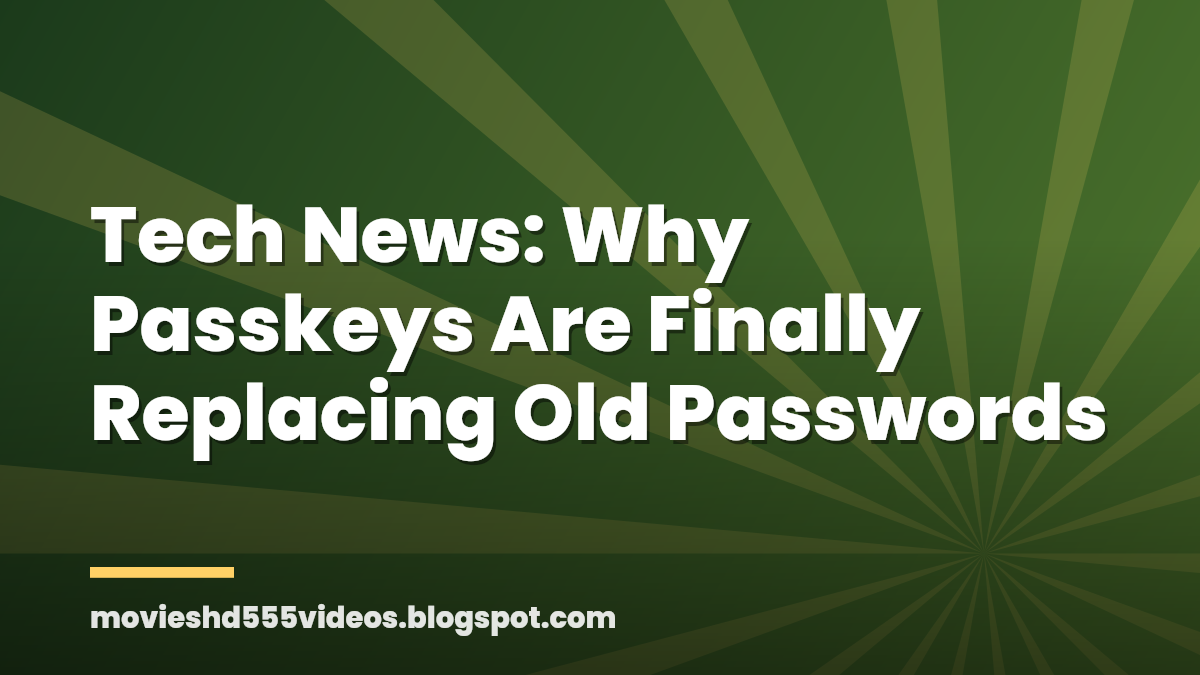 Tech News: Why
Passkeys Are Finally
Replacing Old Passwords
movieshd555videos.blogspot.com